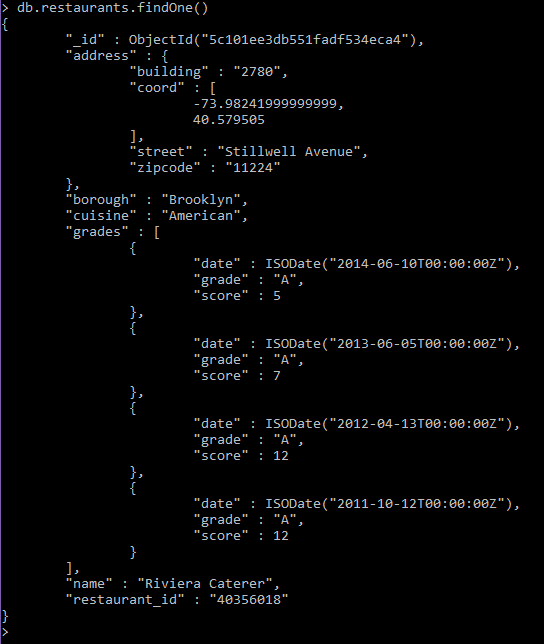 > db.restaurants.findOne()
{
        "_id" : ObjectId("5c101ee3db551fadf534eca4"),
        "address" : {
                "building" : "2780",
                "coord" : [
                        -73.98241999999999,
                        40.579505
                ],
                "street" : "Stillwell Avenue",
                "zipcode" : "11224"
        },
        "borough" : "Brooklyn",
        "cuisine" : "American",
        "grades" : [
                {
                        "date" : ISODate("2014-06-10T00:00:00Z"),
                        "grade" : "A",
                        "score" : 5
                },
                {
                        "date" : ISODate("2013-06-05T00:00:00Z"),
                        "grade" : "A",
                        "score" : 7
                },
                {
                        "date" : ISODate("2012-04-13T00:00:00Z"),
                        "grade" : "A",
                        "score" : 12
                },
                {
                        "date" : ISODate("2011-10-12T00:00:00Z"),
                        "grade" : "A",
                        "score" : 12
                }
        ],
        "name" : "Riviera Caterer",
        "restaurant_id" : "40356018"
}
>